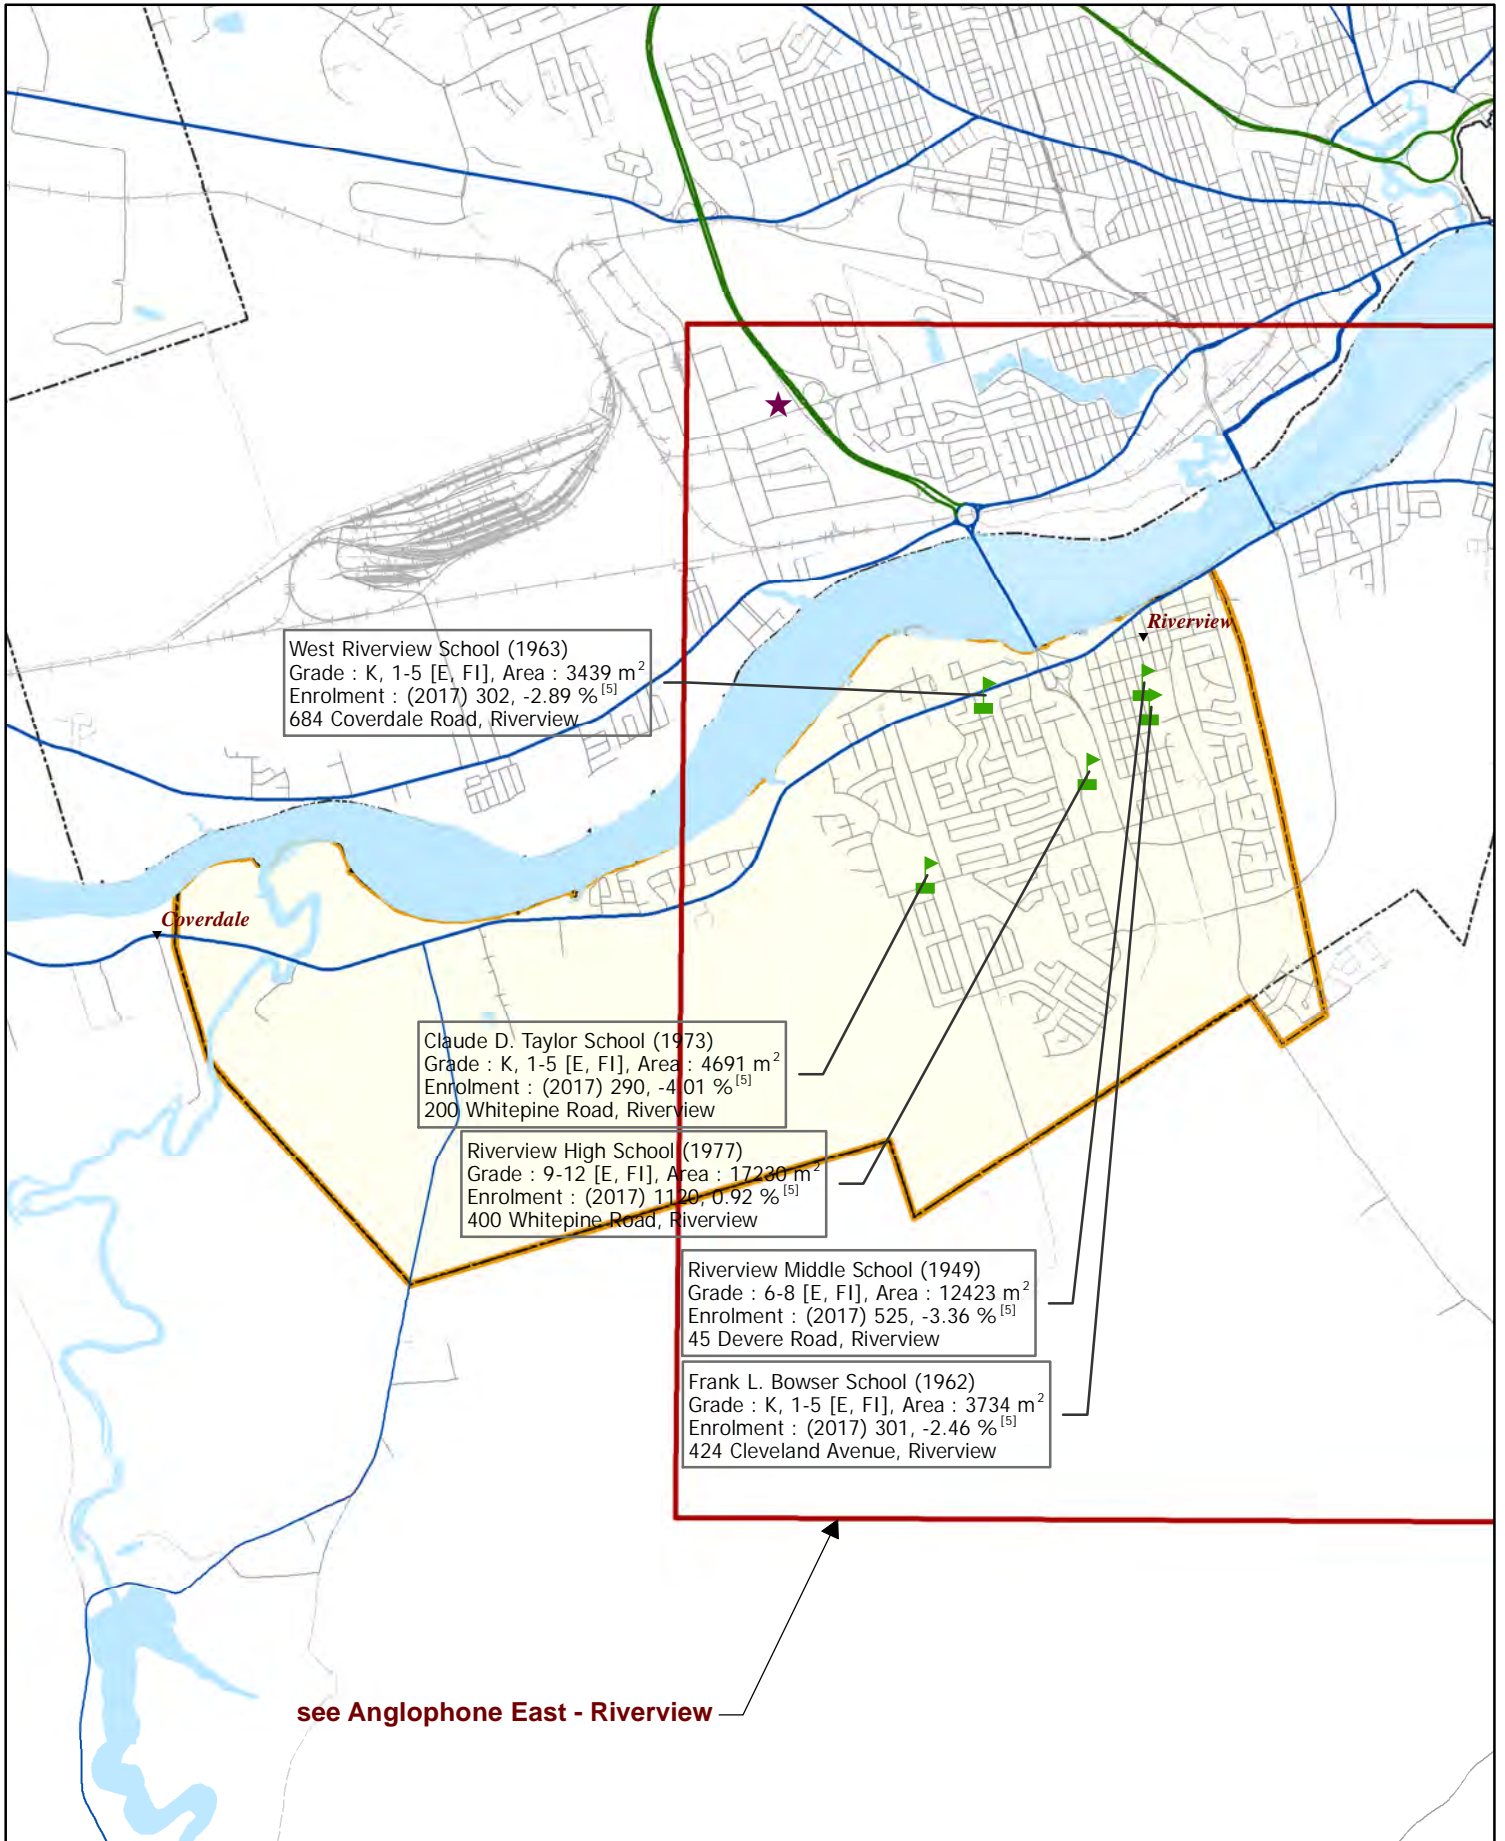 Riverview
West Riverview School (1963)
Grade : K, 1-5 [E, FI], Area : 3439 m²
Enrolment : (2017) 302, -2.89 % [5]
684 Coverdale Road, Riverview
Coverdale
Claude D. Taylor School (1973)
Grade : K, 1-5 [E, FI], Area : 4691 m²
Enrolment : (2017) 290, -4.01 % [5]
200 Whitepine Road, Riverview
Riverview High School (1977)
Grade : 9-12 [E, FI], Area : 17230 m²
Enrolment : (2017) 1120, 0.92 % [5]
400 Whitepine Road, Riverview
Riverview Middle School (1949)
Grade : 6-8 [E, FI], Area : 12423 m²
Enrolment : (2017) 525, -3.36 % [5]
45 Devere Road, Riverview
Frank L. Bowser School (1962)
Grade : K, 1-5 [E, FI], Area : 3734 m²
Enrolment : (2017) 301, -2.46 % [5]
424 Cleveland Avenue, Riverview
see Anglophone East - Riverview